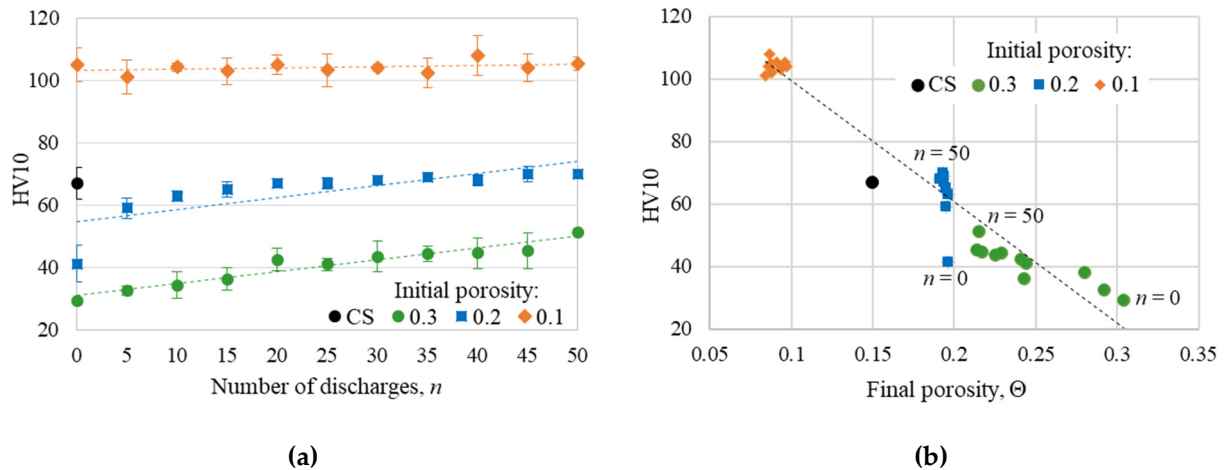 120
100
80
60
40
20
HV10
Initial porosity:
CS 0.3 0.2 0.1
0 5 10 15 20 25 30 35 40 45 50
Number of discharges, n
(a)
120
100
80
60
40
20
HV10
Initial porosity:
CS 0.3 0.2 0.1
n = 50
n = 50
n = 0
n = 0
0.05 0.1 0.15 0.2 0.25 0.3 0.35
Final porosity, Θ
(b)